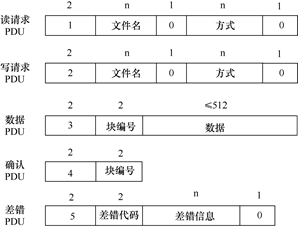 2 n 1 n 1
读请求
PDU
1 文件名 0 方式 0
2 n 1 n 1
写请求
PDU
2 文件名 0 方式 0
2 2 ≤512
数据
PDU
3 块编号 数据
2 2
确认
PDU
4 块编号
2 2 n 1
差错
PDU
5 差错代码 差错信息 0